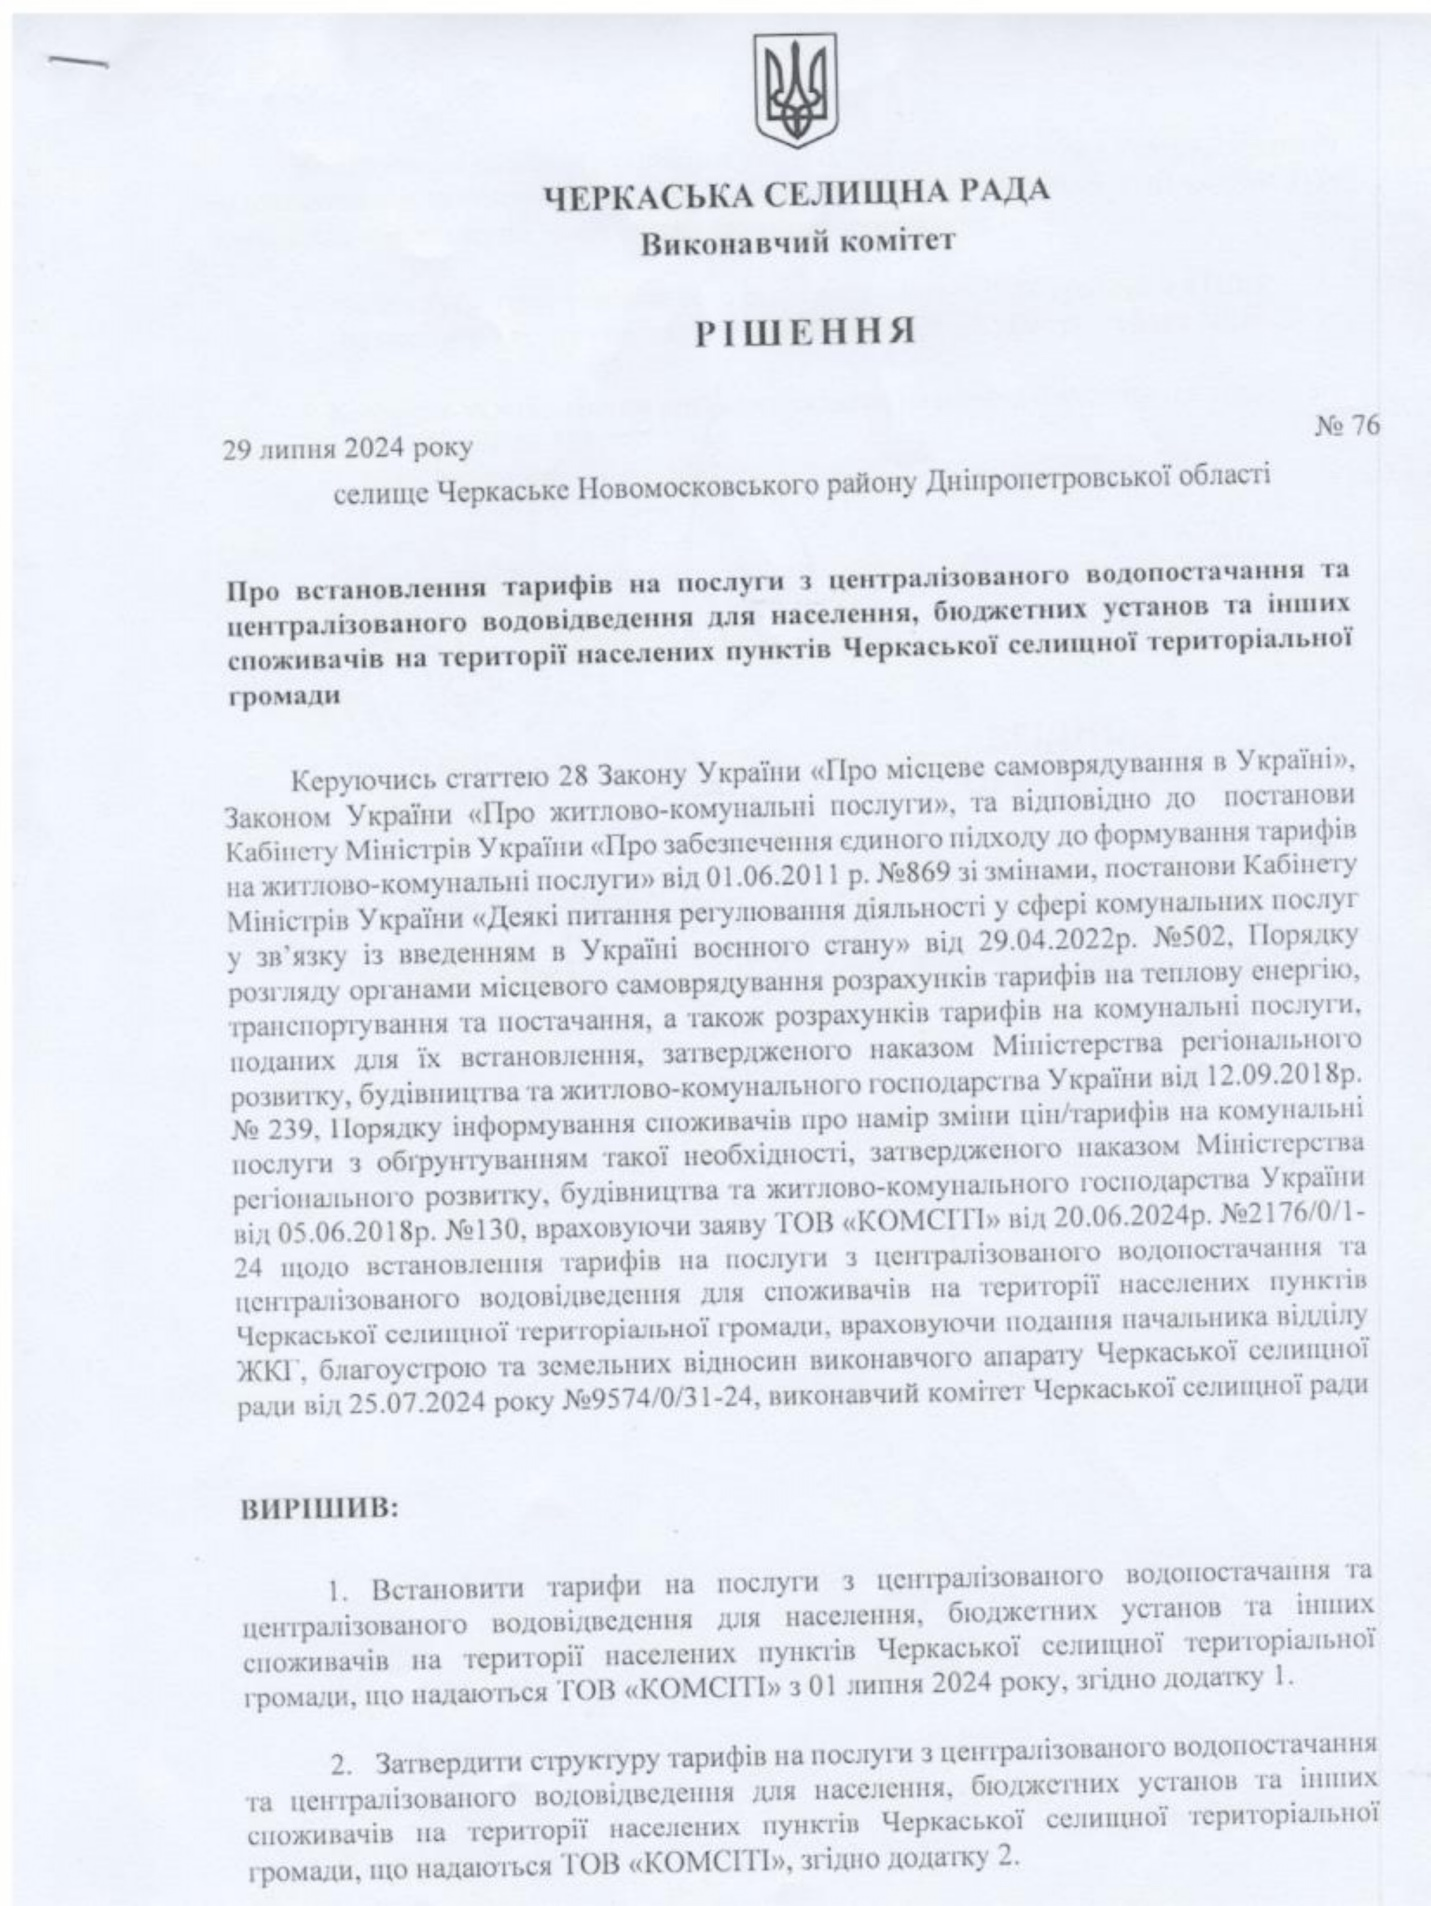 ЧЕРКАСЬКА СЕЛИЩНА РАДА
Виконавчий комітет
РІШЕННЯ
29 липня 2024 року
№ 76
селище Черкаське Новомосковського району Дніпропетровської області
Про встановлення тарифів на послуги з централізованого водопостачання та
централізованого водовідведення для населення, бюджетних установ та інших
споживачів на території населених пунктів Черкаської селищної територіальної
громади
Керуючись статтею 28 Закону України «Про місцеве самоврядування в Україні»,
Законом України «Про житлово-комунальні послуги», та відповідно до постанови
Кабінету Міністрів України «Про забезпечення єдиного підходу до формування тарифів
на житлово-комунальні послуги» від 01.06.2011 р. №869 зі змінами, постанови Кабінету
Міністрів України «Деякі питання регулювання діяльності у сфері комунальних послуг
у зв’язку із введенням в Україні воєнного стану» від 29.04.2022р. №502, Порядку
розгляду органами місцевого самоврядування розрахунків тарифів на теплову енергію,
транспортування та постачання, а також розрахунків тарифів на комунальні послуги,
поданих для їх встановлення, затвердженого наказом Міністерства регіонального
розвитку, будівництва та житлово-комунального господарства України від 12.09.2018р.
№ 239, Порядку інформування споживачів про намір зміни цін/тарифів на комунальні
послуги з обґрунтуванням такої необхідності, затвердженого наказом Міністерства
регіонального розвитку, будівництва та житлово-комунального господарства України
від 05.06.2018р. №130, враховуючи заяву ТОВ «КОМСІТІ» від 20.06.2024р. №2176/0/1-
24 щодо встановлення тарифів на послуги з централізованого водопостачання та
централізованого водовідведення для споживачів на території населених пунктів
Черкаської селищної територіальної громади, враховуючи подання начальника відділу
ЖКГ, благоустрою та земельних відносин виконавчого апарату Черкаської селищної
ради від 25.07.2024 року №9574/0/31-24, виконавчий комітет Черкаської селищної ради
ВИРІШИВ:
1. Встановити тарифи на послуги з централізованого водопостачання та
централізованого водовідведення для населення, бюджетних установ та інших
споживачів на території населених пунктів Черкаської селищної територіальної
громади, що надаються ТОВ «КОМСІТІ» з 01 липня 2024 року, згідно додатку 1.
2. Затвердити структуру тарифів на послуги з централізованого водопостачання
та централізованого водовідведення для населення, бюджетних установ та інших
споживачів на території населених пунктів Черкаської селищної територіальної
громади, що надаються ТОВ «КОМСІТІ», згідно додатку 2.